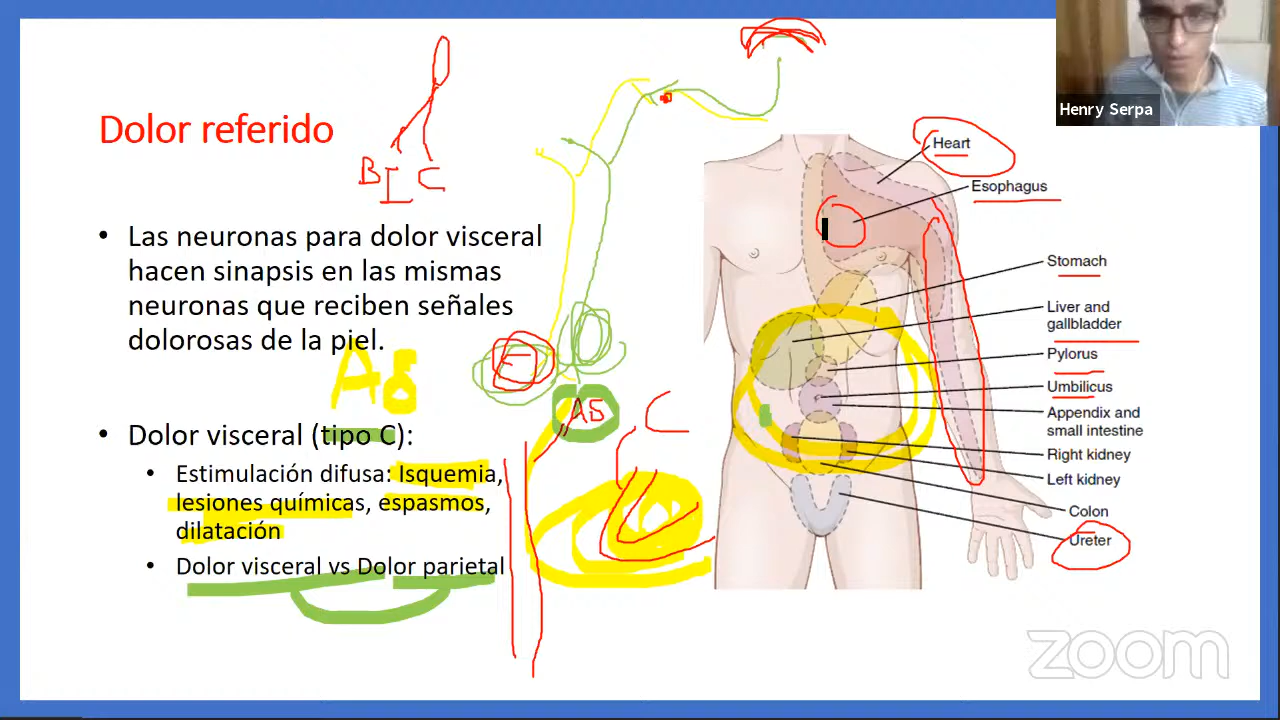 Henry Serpa
Dolor referido
B C
I
Las neuronas para dolor visceral
hacen sinapsis en las mismas
neuronas que reciben señales
dolorosas de la piel.
Aδ
Aδ C
Dolor visceral (tipo C):
Estimulación difusa: Isquemia,
lesiones químicas, espasmos,
dilatación
Dolor visceral vs Dolor parietal
Heart
Esophagus
Stomach
Liver and
gallbladder
Pylorus
Umbilicus
Appendix and
small intestine
Right kidney
Left kidney
Colon
Ureter
zoom